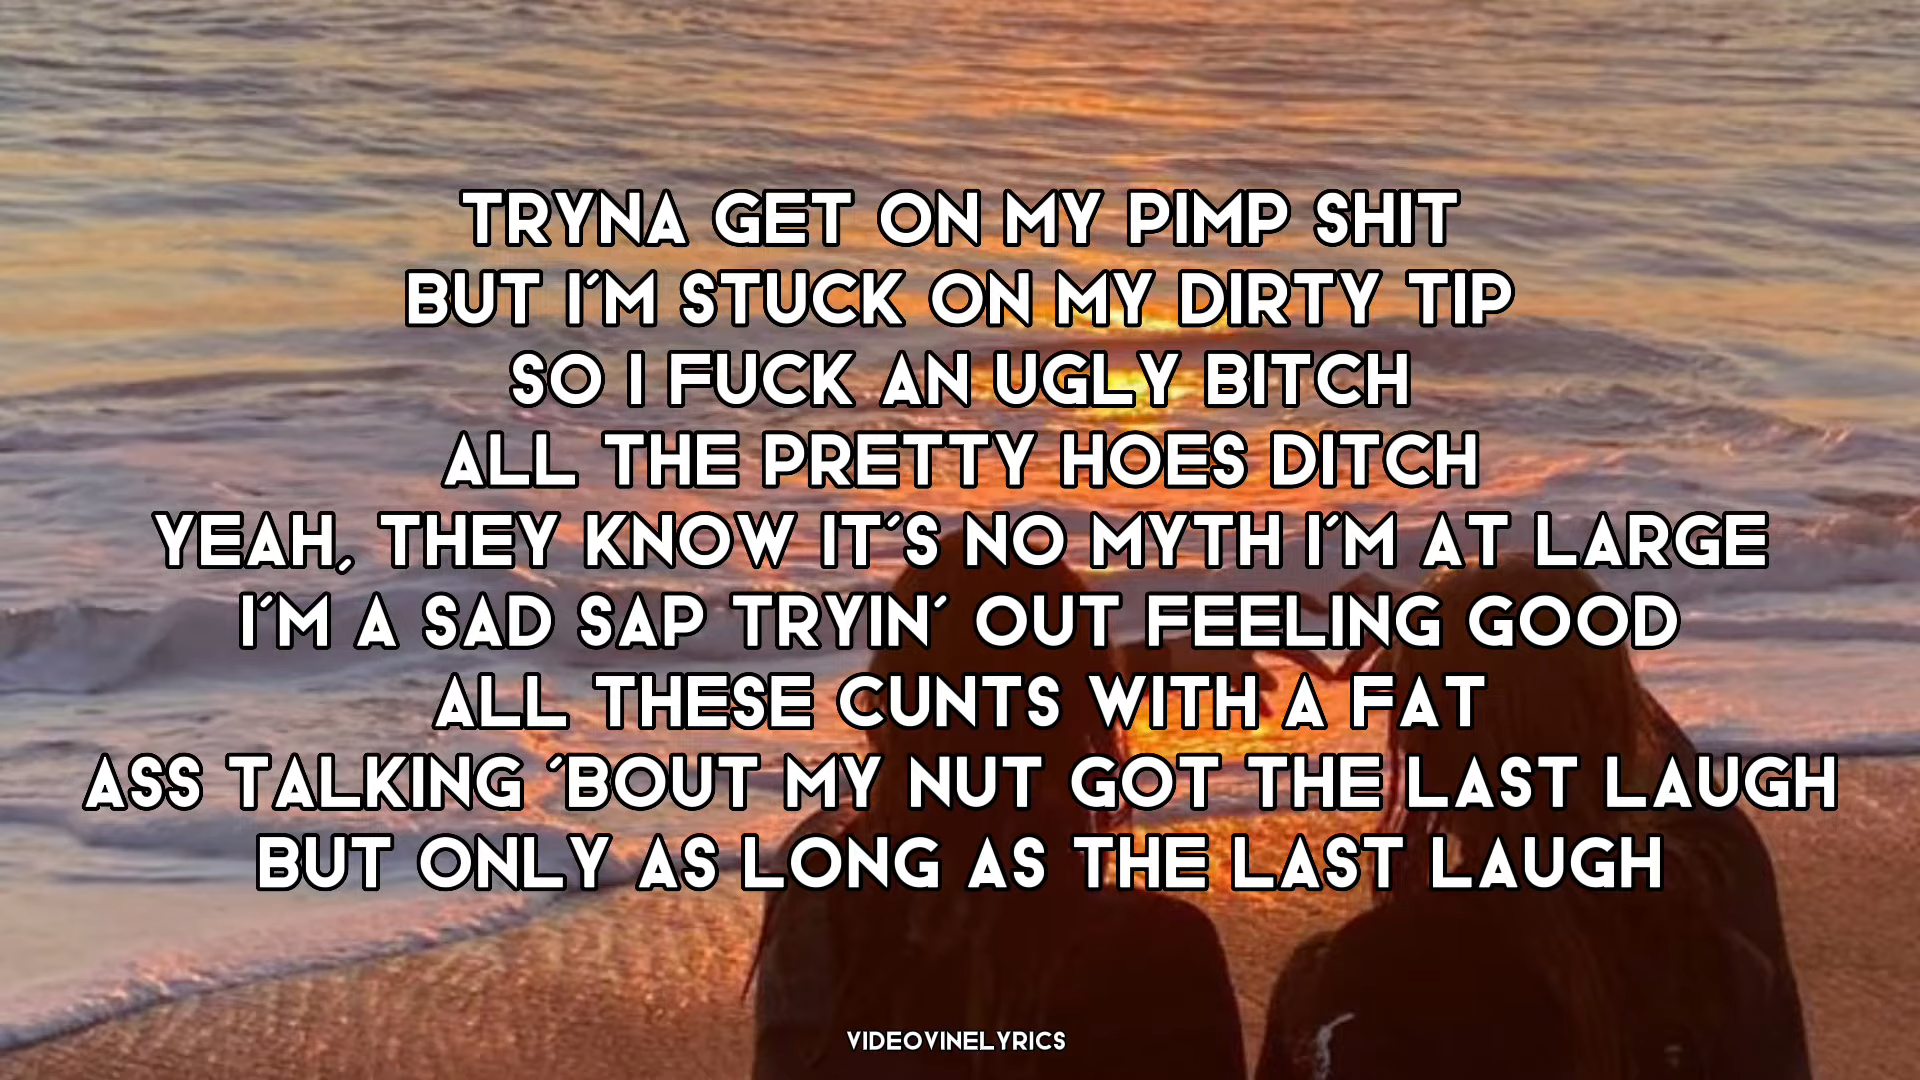 TRYNA GET ON MY PIMP SHIT
BUT I'M STUCK ON MY DIRTY TIP
SO I FUCK AN UGLY BITCH
ALL THE PRETTY HOES DITCH
YEAH, THEY KNOW IT'S NO MYTH I'M AT LARGE
I'M A SAD SAP TRYIN' OUT FEELING GOOD
ALL THESE CUNTS WITH A FAT
ASS TALKING 'BOUT MY NUT GOT THE LAST LAUGH
BUT ONLY AS LONG AS THE LAST LAUGH
VIDEOVINELYRICS